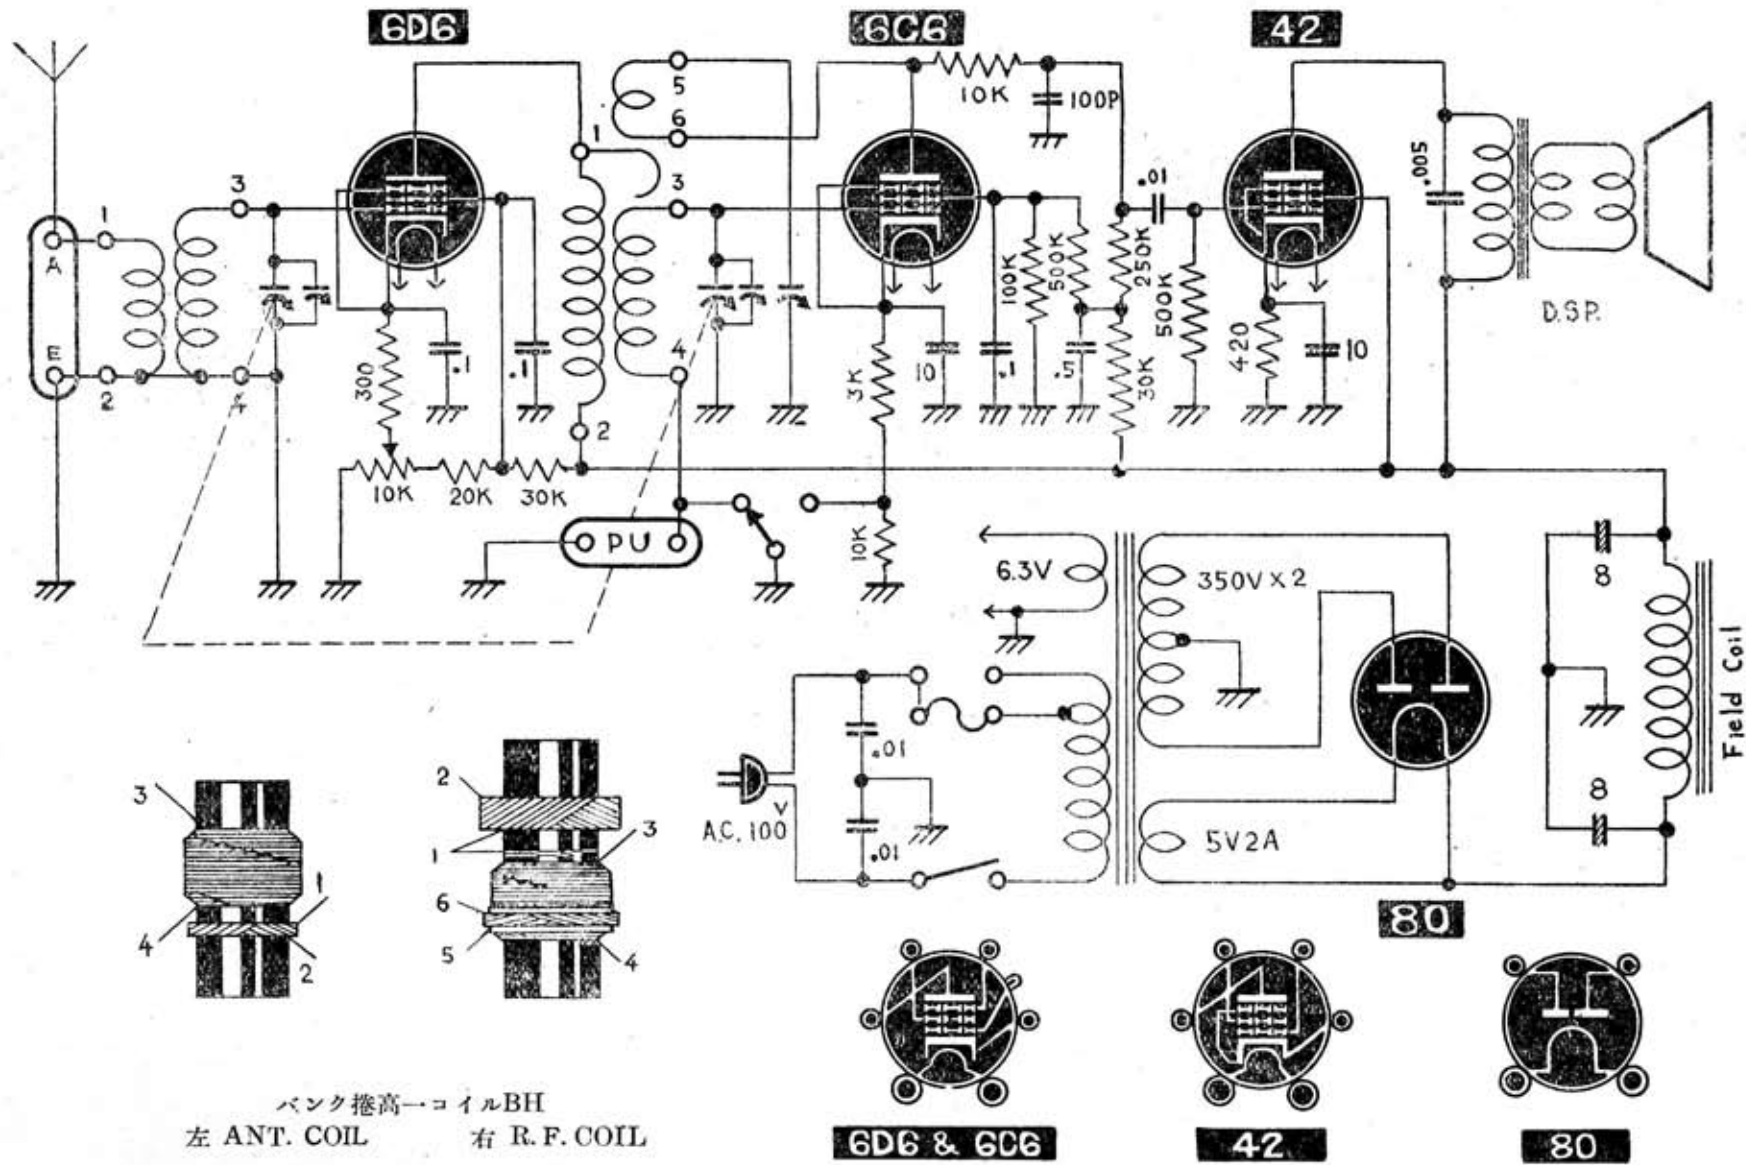 6D6
6C6
42
5
6
10K
100P
1
3
3
.01
.005
A
1
E
2
4
300
.1
.1
2
4
3K
10
.1
100K
500K
.5
250K
30K
500K
420
10
D.S.P.
10K
20K
30K
PU
10K
6.3V
350V×2
8
Field Coil
8
A.C. 100V
.01
.01
5V2A
80
3
4
1
2
2
1
3
6
5
4
バンク捲高一コイルBH
左 ANT. COIL
右 R. F. COIL
6D6 & 6C6
42
80